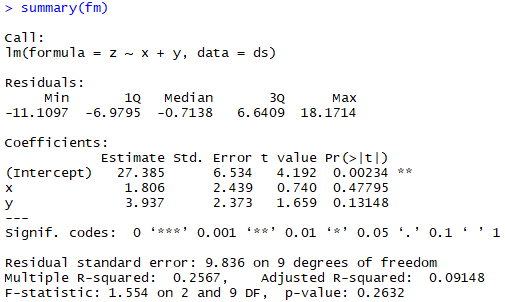 > summary(fm)
Call:
lm(formula = z ~ x + y, data = ds)
Residuals:
Min 1Q Median 3Q Max
-11.1097 -6.9795 -0.7138 6.6409 18.1714
Coefficients:
Estimate Std. Error t value Pr(>|t|)
(Intercept) 27.385 6.534 4.192 0.00234 **
x 1.806 2.439 0.740 0.47795
y 3.937 2.373 1.659 0.13148
---
Signif. codes: 0 ‘***’ 0.001 ‘**’ 0.01 ‘*’ 0.05 ‘.’ 0.1 ‘ ’ 1
Residual standard error: 9.836 on 9 degrees of freedom
Multiple R-squared: 0.2567, Adjusted R-squared: 0.09148
F-statistic: 1.554 on 2 and 9 DF, p-value: 0.2632